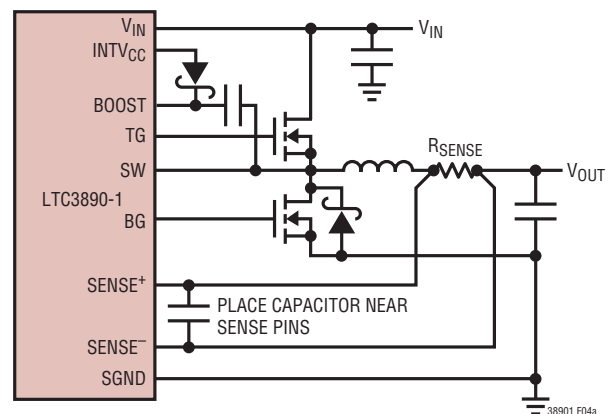 VIN
INTVCC
BOOST
TG
SW
LTC3890-1
BG
SENSE+
SENSE–
SGND
VIN
RSENSE
VOUT
PLACE CAPACITOR NEAR
SENSE PINS
38901 F04a